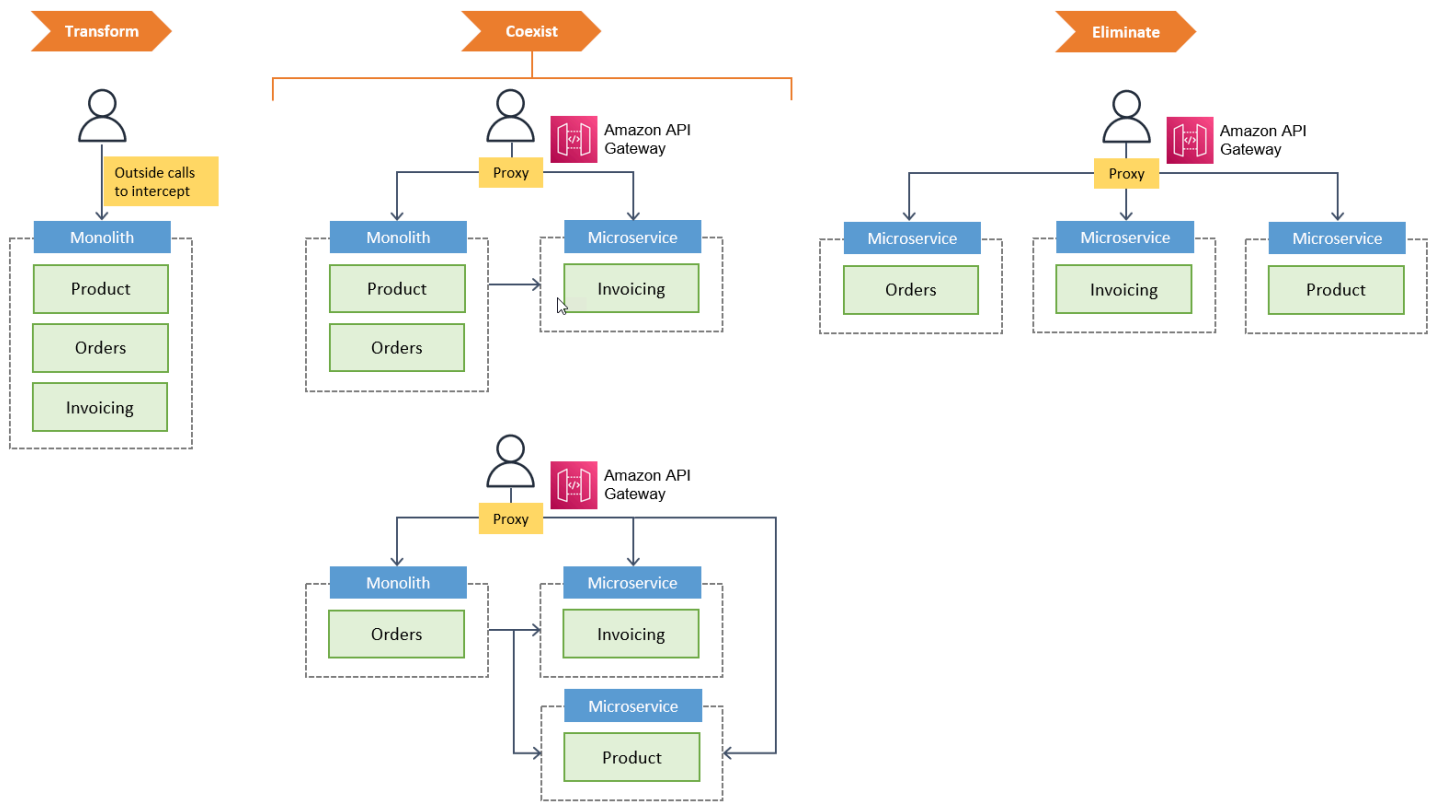 Transform
Coexist
Eliminate
Outside calls
to intercept
Monolith
Product
Orders
Invoicing
Amazon API
Gateway
Proxy
Monolith
Product
Orders
Microservice
Invoicing
Amazon API
Gateway
Proxy
Monolith
Orders
Microservice
Invoicing
Microservice
Product
Amazon API
Gateway
Proxy
Microservice
Orders
Microservice
Invoicing
Microservice
Product